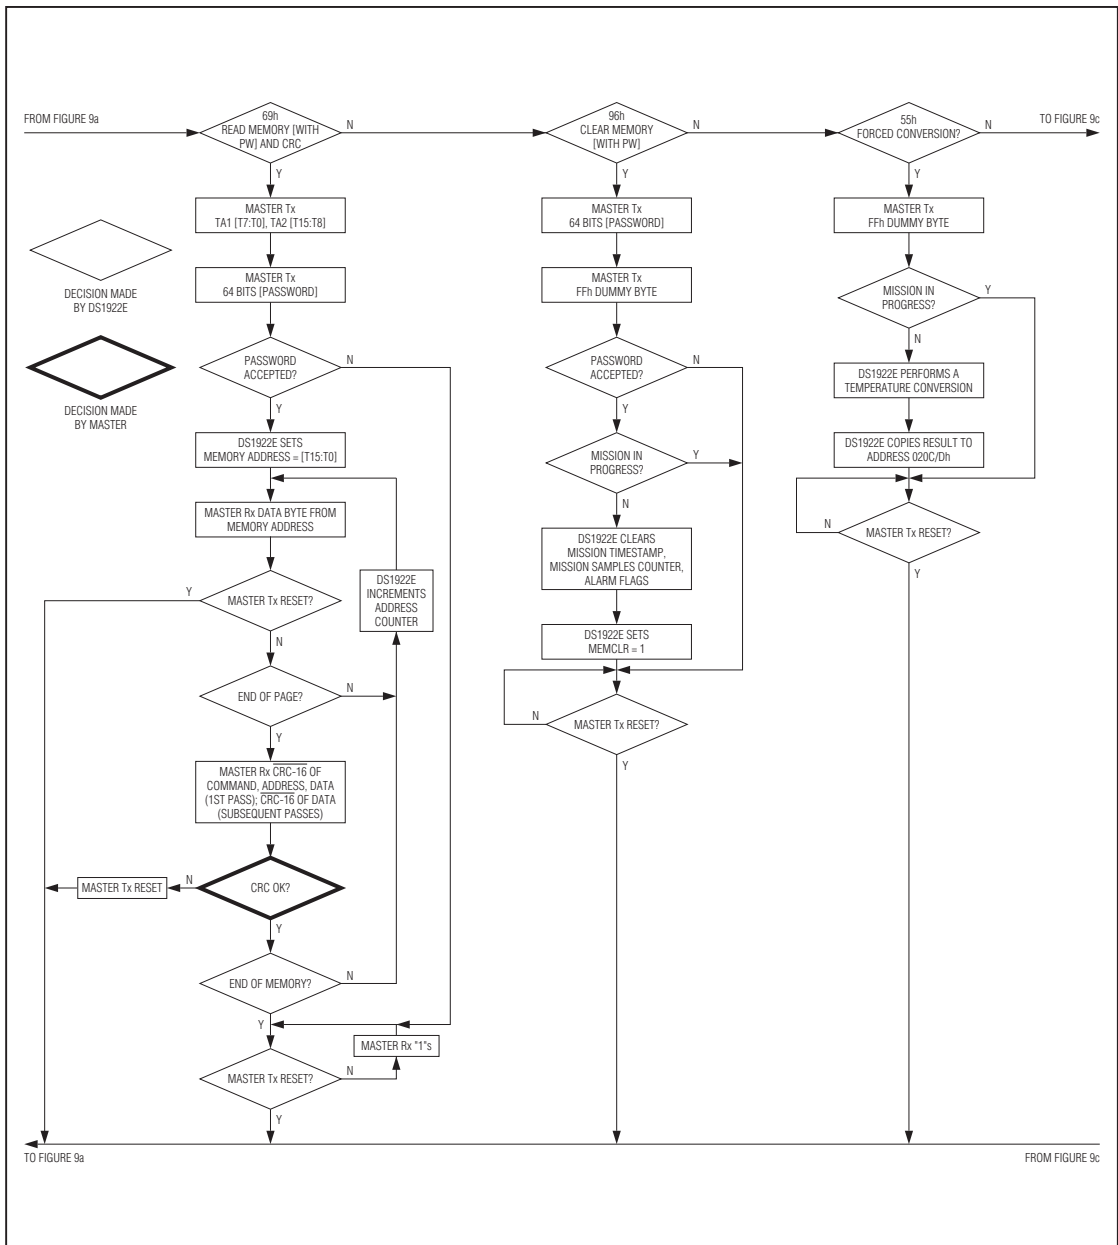 FROM FIGURE 9a
69h
READ MEMORY [WITH
PW] AND CRC
N
Y
MASTER Tx
TA1 [T7:T0], TA2 [T15:T8]
MASTER Tx
64 BITS [PASSWORD]
DECISION MADE
BY DS1922E
DECISION MADE
BY MASTER
PASSWORD
ACCEPTED?
N
Y
DS1922E SETS
MEMORY ADDRESS = [T15:T0]
MASTER Rx DATA BYTE FROM
MEMORY ADDRESS
DS1922E
INCREMENTS
ADDRESS
COUNTER
Y
MASTER Tx RESET?
N
END OF PAGE?
N
Y
MASTER Rx CRC-16 OF
COMMAND, ADDRESS, DATA
(1ST PASS); CRC-16 OF DATA
(SUBSEQUENT PASSES)
MASTER Tx RESET
N
CRC OK?
Y
END OF MEMORY?
N
Y
MASTER Rx "1"s
MASTER Tx RESET?
N
Y
96h
CLEAR MEMORY
[WITH PW]
N
Y
MASTER Tx
64 BITS [PASSWORD]
MASTER Tx
FFh DUMMY BYTE
PASSWORD
ACCEPTED?
N
Y
MISSION IN
PROGRESS?
Y
N
DS1922E CLEARS
MISSION TIMESTAMP,
MISSION SAMPLES COUNTER,
ALARM FLAGS
DS1922E SETS
MEMCLR = 1
N
MASTER Tx RESET?
Y
55h
FORCED CONVERSION?
N
TO FIGURE 9c
Y
MASTER Tx
FFh DUMMY BYTE
MISSION IN
PROGRESS?
Y
N
DS1922E PERFORMS A
TEMPERATURE CONVERSION
DS1922E COPIES RESULT TO
ADDRESS 020C/Dh
N
MASTER Tx RESET?
Y
TO FIGURE 9a
FROM FIGURE 9c